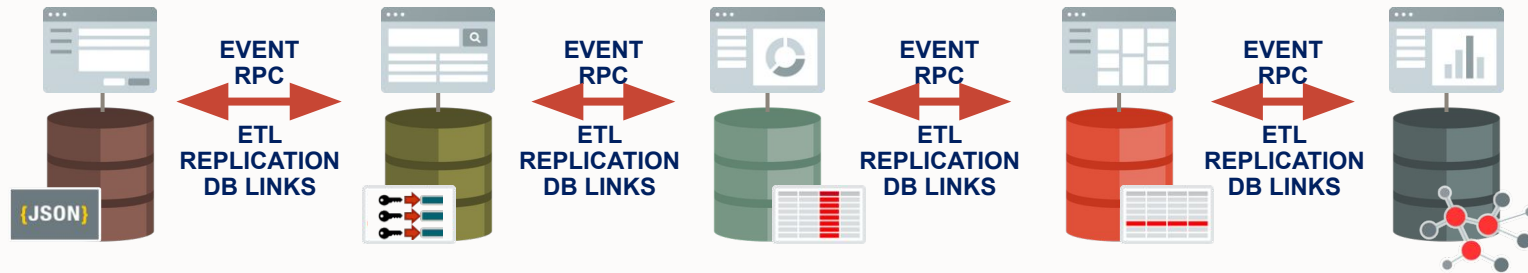 EVENT
RPC
ETL
REPLICATION
DB LINKS
EVENT
RPC
ETL
REPLICATION
DB LINKS
EVENT
RPC
ETL
REPLICATION
DB LINKS
EVENT
RPC
ETL
REPLICATION
DB LINKS
{JSON}